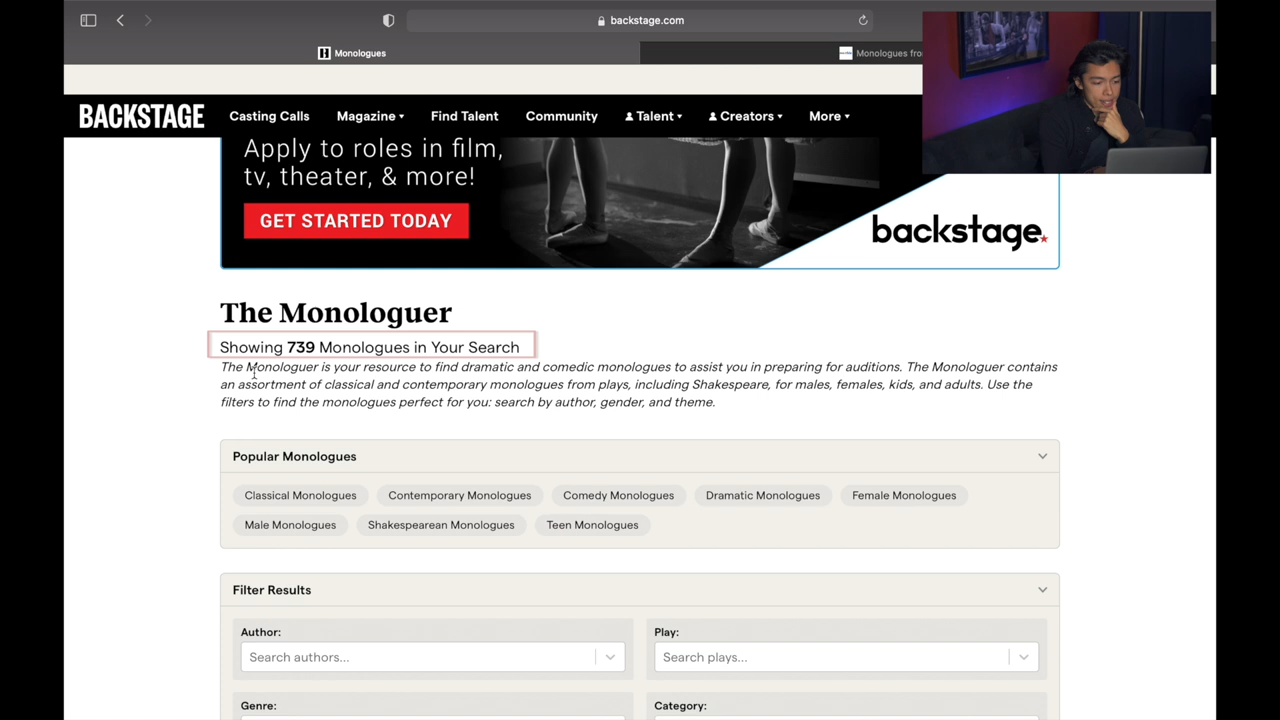 backstage.com
Monologues
Monologues fro
BACKSTAGE Casting Calls Magazine Find Talent Community Talent Creators More
Apply to roles in film,
tv, theater, & more!
GET STARTED TODAY
backstage
The Monologuer
Showing 739 Monologues in Your Search
The Monologuer is your resource to find dramatic and comedic monologues to assist you in preparing for auditions. The Monologuer contains
an assortment of classical and contemporary monologues from plays, including Shakespeare, for males, females, kids, and adults. Use the
filters to find the monologues perfect for you: search by author, gender, and theme.
Popular Monologues
Classical Monologues Contemporary Monologues Comedy Monologues Dramatic Monologues Female Monologues
Male Monologues Shakespearean Monologues Teen Monologues
Filter Results
Author: Play:
Search authors... Search plays...
Genre: Category: